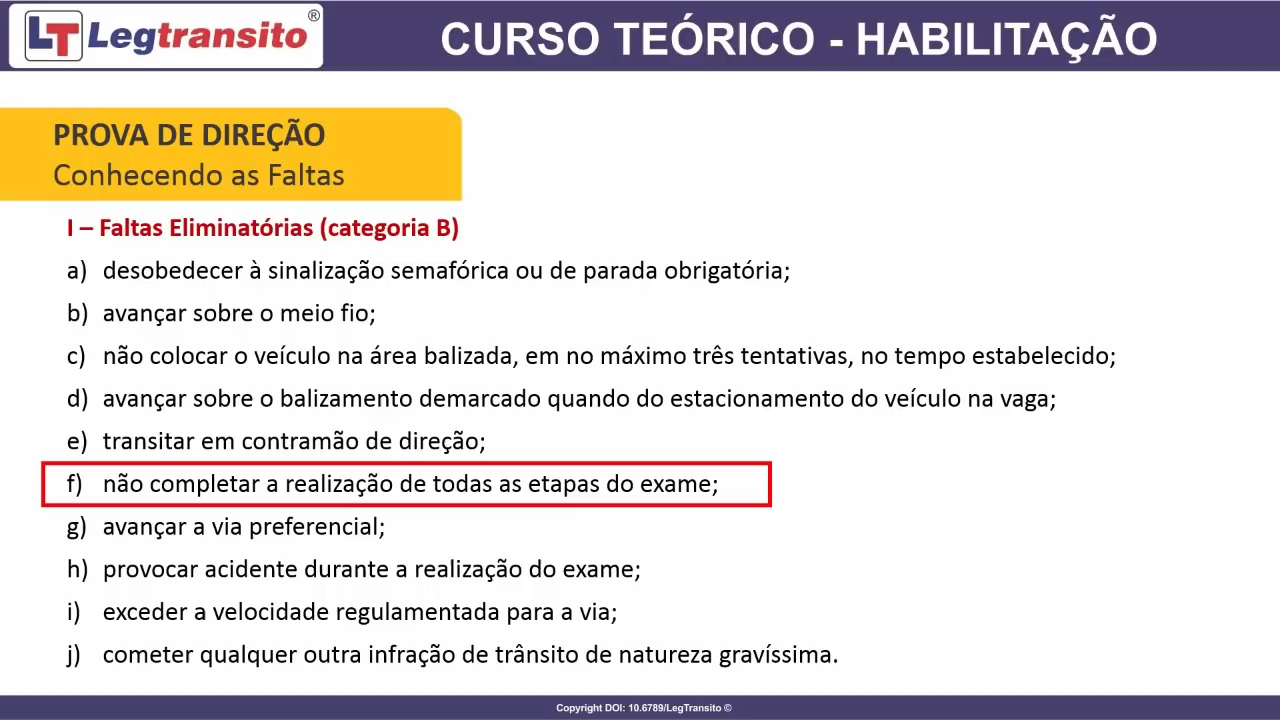 LT Legtransito®
CURSO TEÓRICO - HABILITAÇÃO
PROVA DE DIREÇÃO
Conhecendo as Faltas
I – Faltas Eliminatórias (categoria B)
a) desobedecer à sinalização semafórica ou de parada obrigatória;
b) avançar sobre o meio fio;
c) não colocar o veículo na área balizada, em no máximo três tentativas, no tempo estabelecido;
d) avançar sobre o balizamento demarcado quando do estacionamento do veículo na vaga;
e) transitar em contramão de direção;
f) não completar a realização de todas as etapas do exame;
g) avançar a via preferencial;
h) provocar acidente durante a realização do exame;
i) exceder a velocidade regulamentada para a via;
j) cometer qualquer outra infração de trânsito de natureza gravíssima.
Copyright DOI: 10.6789/LegTransito ©